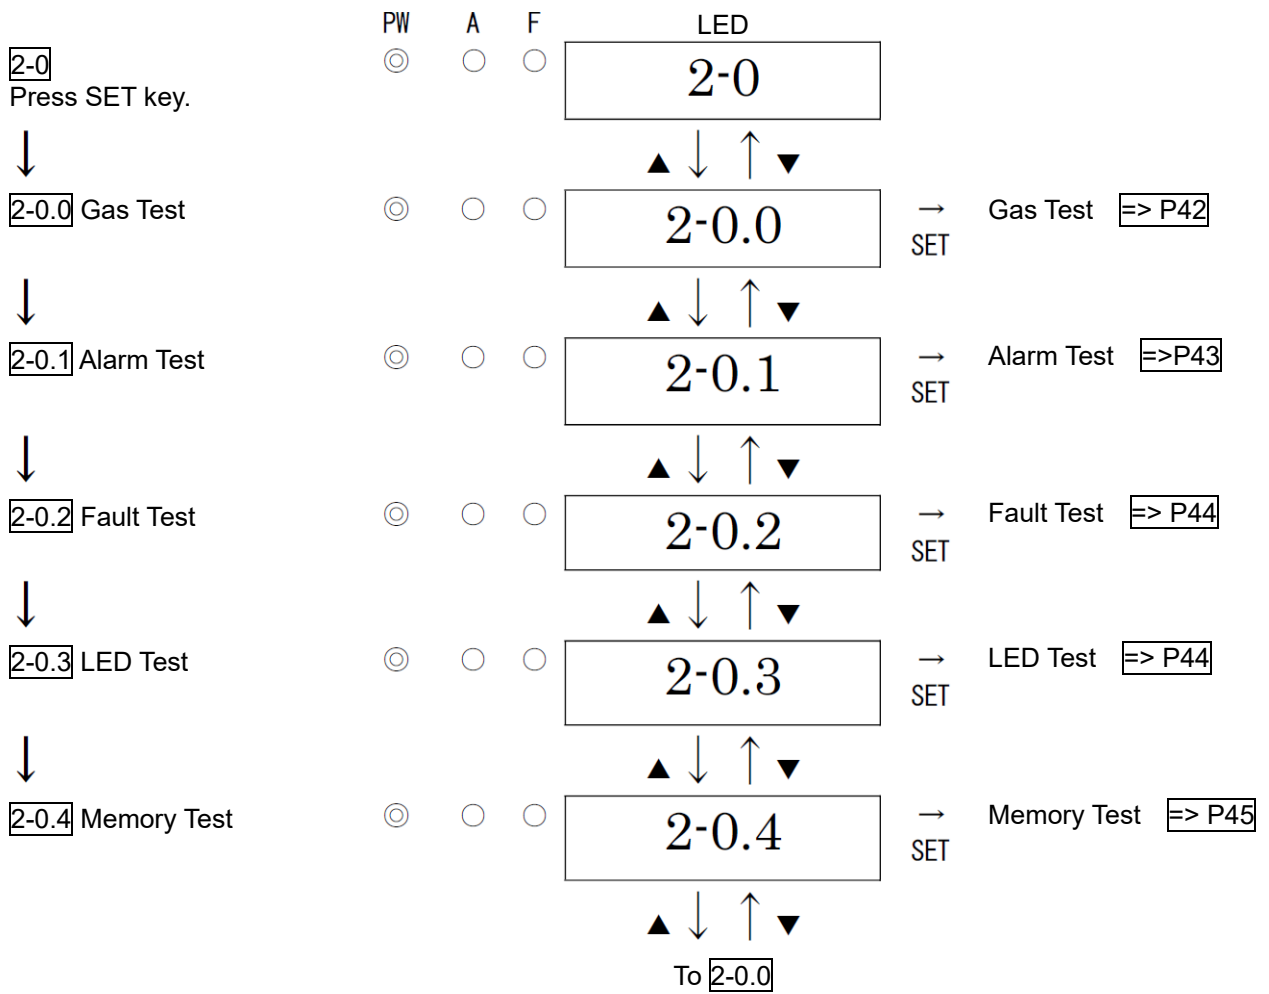 PW A F LED
2-0 ◎ ○ ○ 2-0
Press SET key.
↓ ▲ ↓ ↑ ▼
2-0.0 Gas Test ◎ ○ ○ 2-0.0 → Gas Test => P42
SET
↓ ▲ ↓ ↑ ▼
2-0.1 Alarm Test ◎ ○ ○ 2-0.1 → Alarm Test =>P43
SET
↓ ▲ ↓ ↑ ▼
2-0.2 Fault Test ◎ ○ ○ 2-0.2 → Fault Test => P44
SET
↓ ▲ ↓ ↑ ▼
2-0.3 LED Test ◎ ○ ○ 2-0.3 → LED Test => P44
SET
↓ ▲ ↓ ↑ ▼
2-0.4 Memory Test ◎ ○ ○ 2-0.4 → Memory Test => P45
SET
▲ ↓ ↑ ▼
To 2-0.0